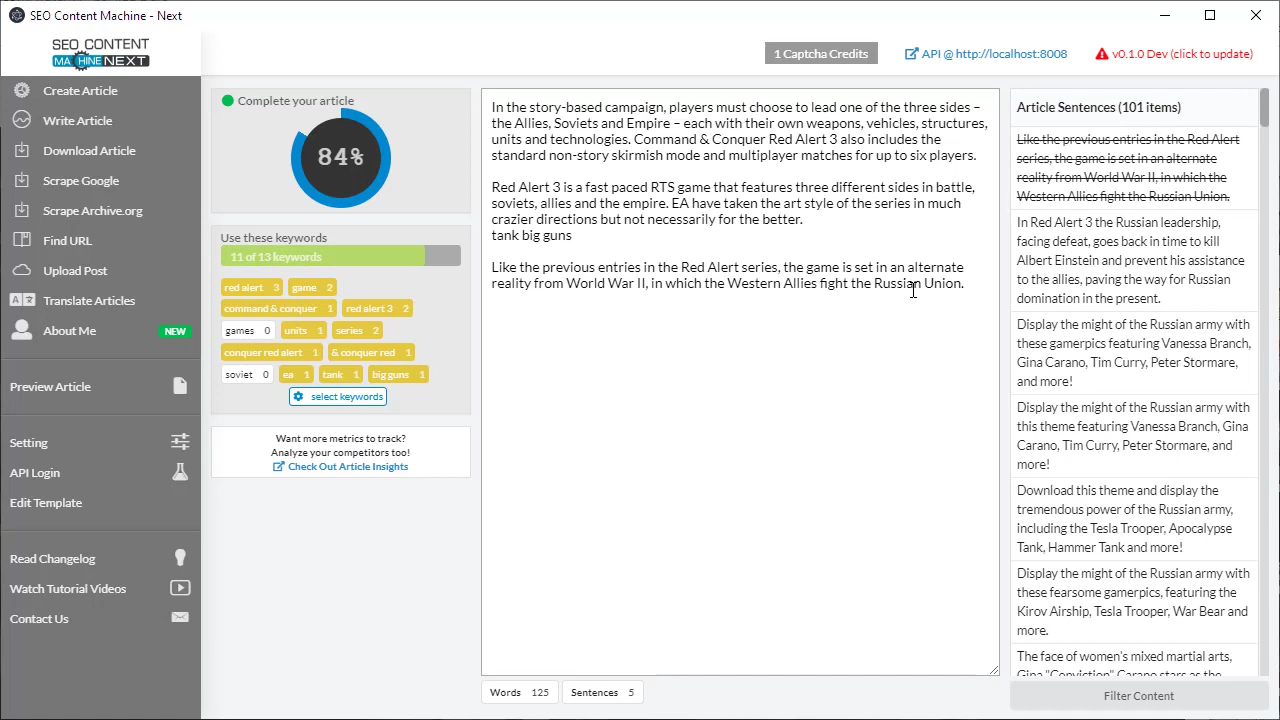 SEO Content Machine - Next
SEO CONTENT
MACHINE NEXT
1 Captcha Credits
API @ http://localhost:8008
v0.1.0 Dev (click to update)
Create Article
Write Article
Download Article
Scrape Google
Scrape Archive.org
Find URL
Upload Post
Translate Articles
About Me
NEW
Preview Article
Setting
API Login
Edit Template
Read Changelog
Watch Tutorial Videos
Contact Us
Complete your article
84%
Use these keywords
11 of 13 keywords
red alert 3 game 2
command & conquer 1 red alert 3 2
games 0 units 1 series 2
conquer red alert 1 & conquer red 1
soviet 0 ea 1 tank 1 big guns 1
select keywords
Want more metrics to track?
Analyze your competitors too!
Check Out Article Insights
In the story-based campaign, players must choose to lead one of the three sides –
the Allies, Soviets and Empire – each with their own weapons, vehicles, structures,
units and technologies. Command & Conquer Red Alert 3 also includes the
standard non-story skirmish mode and multiplayer matches for up to six players.
Red Alert 3 is a fast paced RTS game that features three different sides in battle,
soviets, allies and the empire. EA have taken the art style of the series in much
crazier directions but not necessarily for the better.
tank big guns
Like the previous entries in the Red Alert series, the game is set in an alternate
reality from World War II, in which the Western Allies fight the Russian Union.
Words 125
Sentences 5
Article Sentences (101 items)
Like the previous entries in the Red Alert
series, the game is set in an alternate
reality from World War II, in which the
Western Allies fight the Russian Union.
In Red Alert 3 the Russian leadership,
facing defeat, goes back in time to kill
Albert Einstein and prevent his assistance
to the allies, paving the way for Russian
domination in the present.
Display the might of the Russian army with
these gamerpics featuring Vanessa Branch,
Gina Carano, Tim Curry, Peter Stormare,
and more!
Display the might of the Russian army with
this theme featuring Vanessa Branch, Gina
Carano, Tim Curry, Peter Stormare, and
more!
Download this theme and display the
tremendous power of the Russian army,
including the Tesla Trooper, Apocalypse
Tank, Hammer Tank and more!
Display the might of the Russian army with
these fearsome gamerpics, featuring the
Kirov Airship, Tesla Trooper, War Bear and
more.
The face of women's mixed martial arts,
Gina "Conviction" Carano stars as the
Filter Content